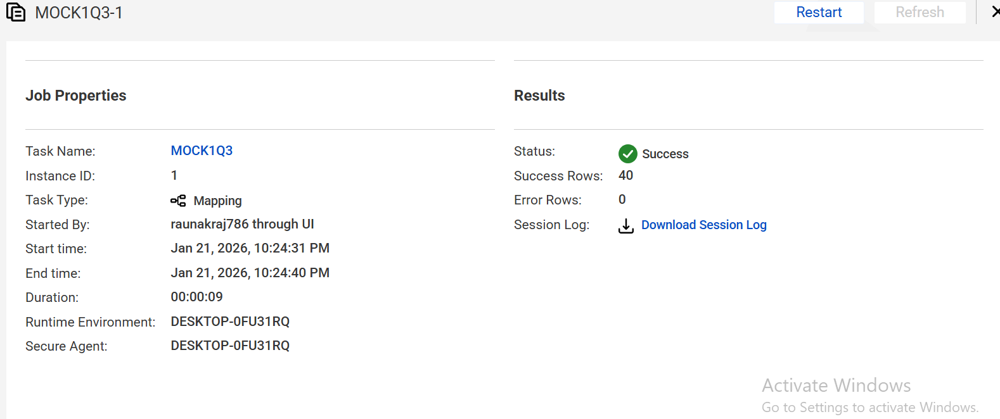 MOCK1Q3-1
Restart
Refresh
Job Properties
Task Name: MOCK1Q3
Instance ID: 1
Task Type: Mapping
Started By: raunakraj786 through UI
Start time: Jan 21, 2026, 10:24:31 PM
End time: Jan 21, 2026, 10:24:40 PM
Duration: 00:00:09
Runtime Environment: DESKTOP-0FU31RQ
Secure Agent: DESKTOP-0FU31RQ
Results
Status: Success
Success Rows: 40
Error Rows: 0
Session Log: Download Session Log
Activate Windows
Go to Settings to activate Windows.